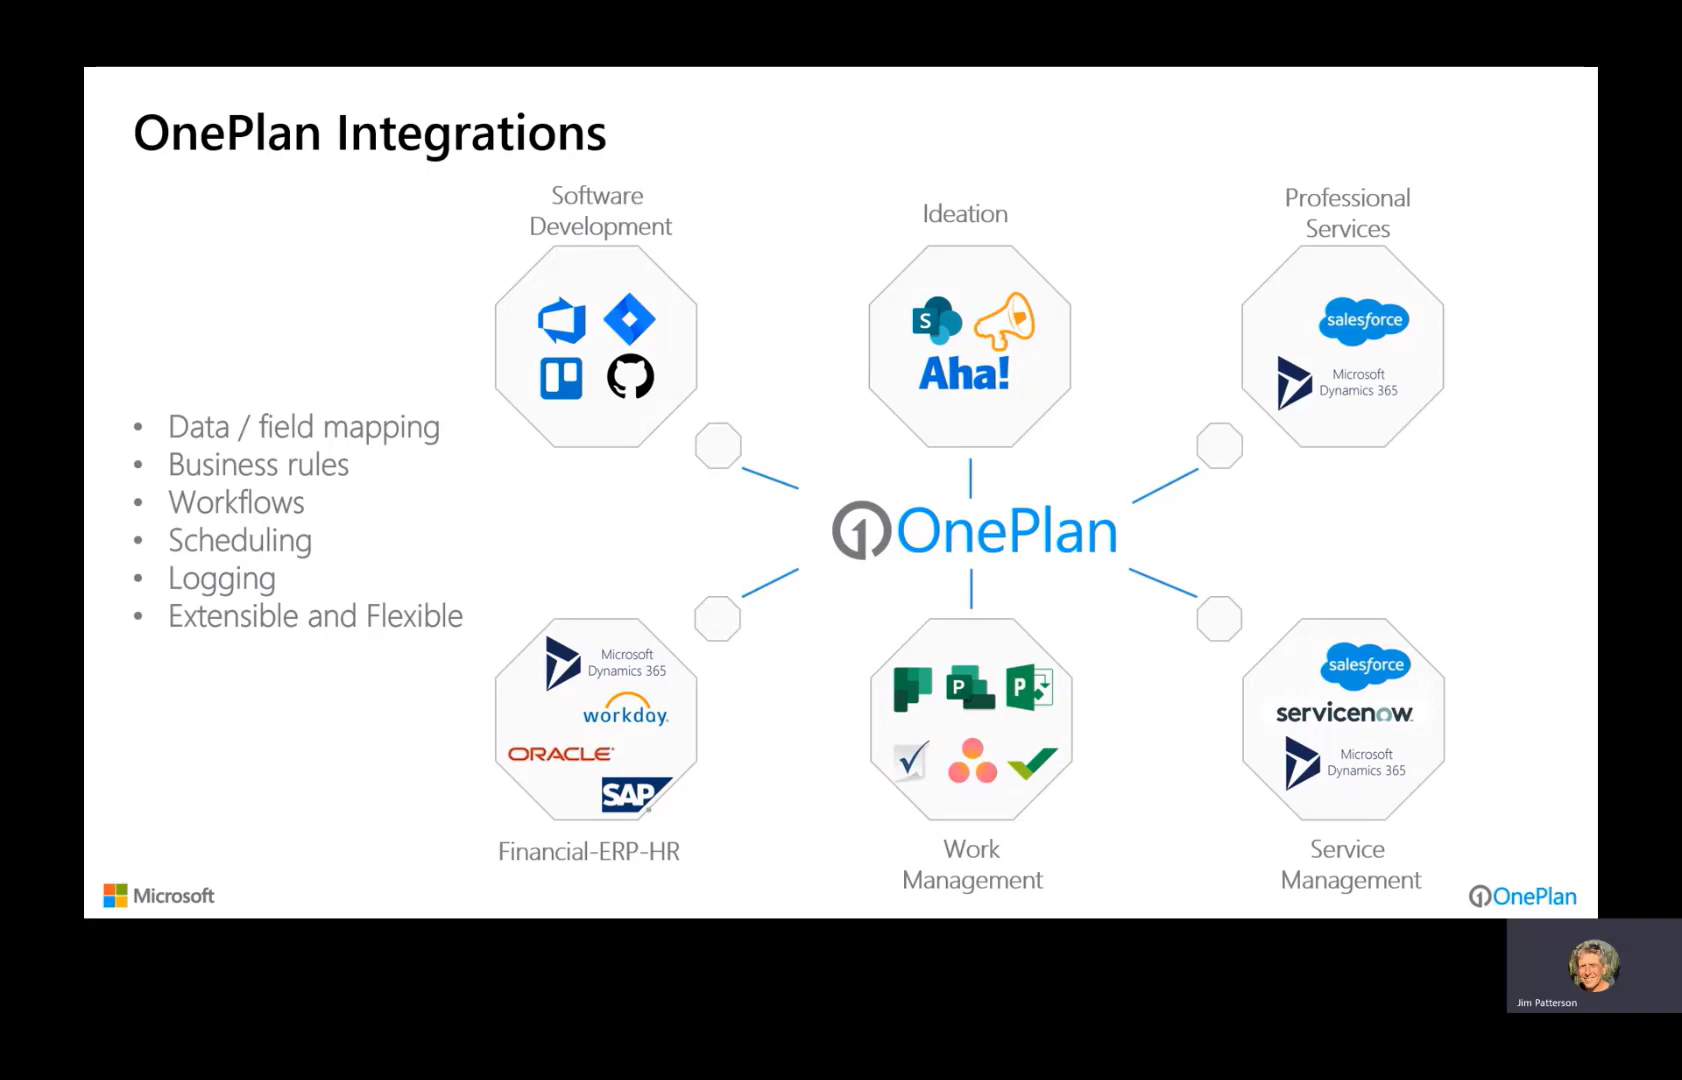 OnePlan Integrations
Software
Development
Ideation
Professional
Services
S
Aha!
salesforce
Microsoft
Dynamics 365
• Data / field mapping
• Business rules
• Workflows
• Scheduling
• Logging
• Extensible and Flexible
1 OnePlan
Microsoft
Dynamics 365
workday.
ORACLE
SAP
P
P
salesforce
servicenow
Microsoft
Dynamics 365
Financial-ERP-HR
Work
Management
Service
Management
Microsoft
1 OnePlan
Jim Patterson